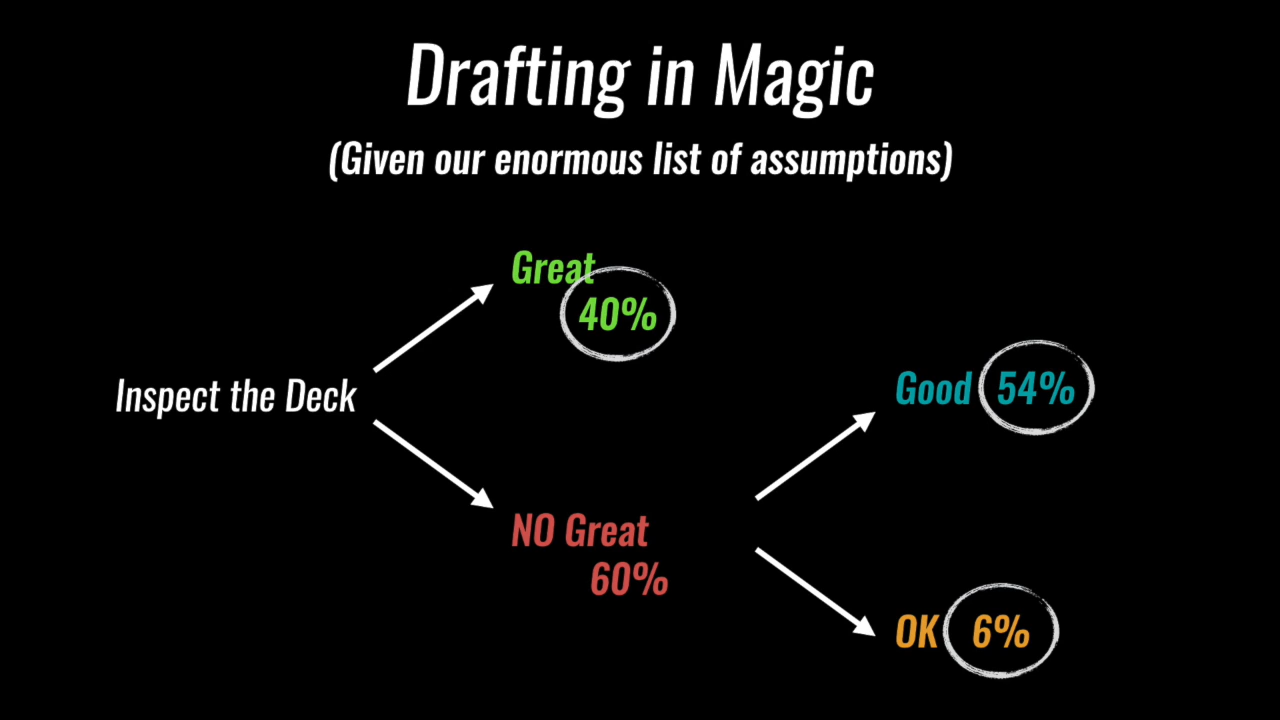 Drafting in Magic
(Given our enormous list of assumptions)
Great
40%
Inspect the Deck
Good 54%
NO Great
60%
OK 6%